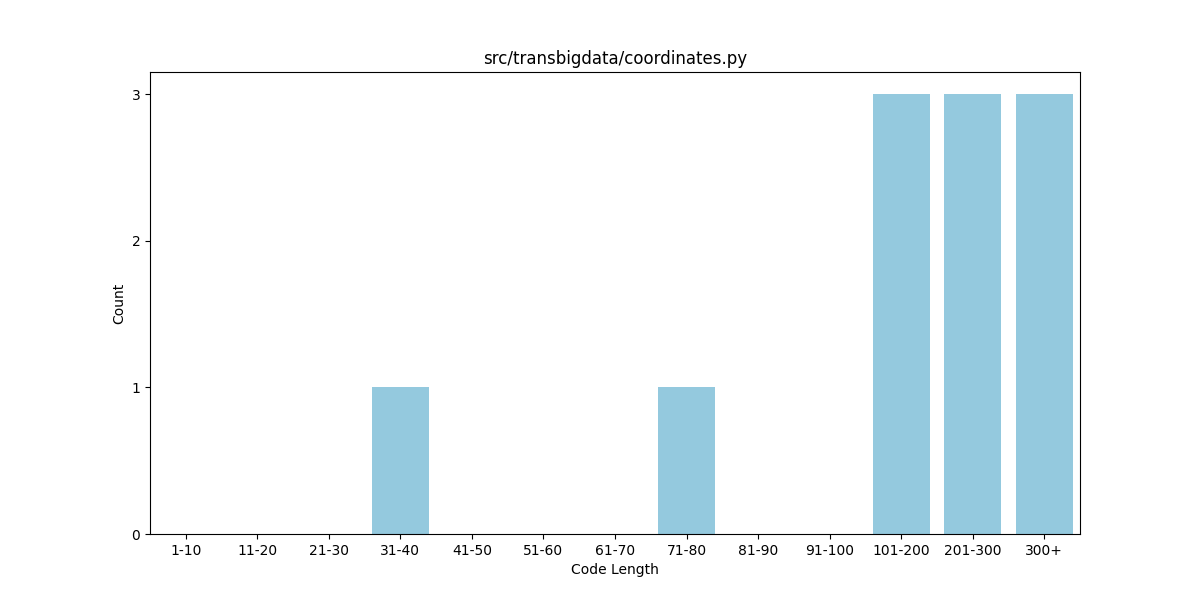 src/transbigdata/coordinates.py
Count
3
2
1
0
1-10 11-20 21-30 31-40 41-50 51-60 61-70 71-80 81-90 91-100 101-200 201-300 300+
Code Length